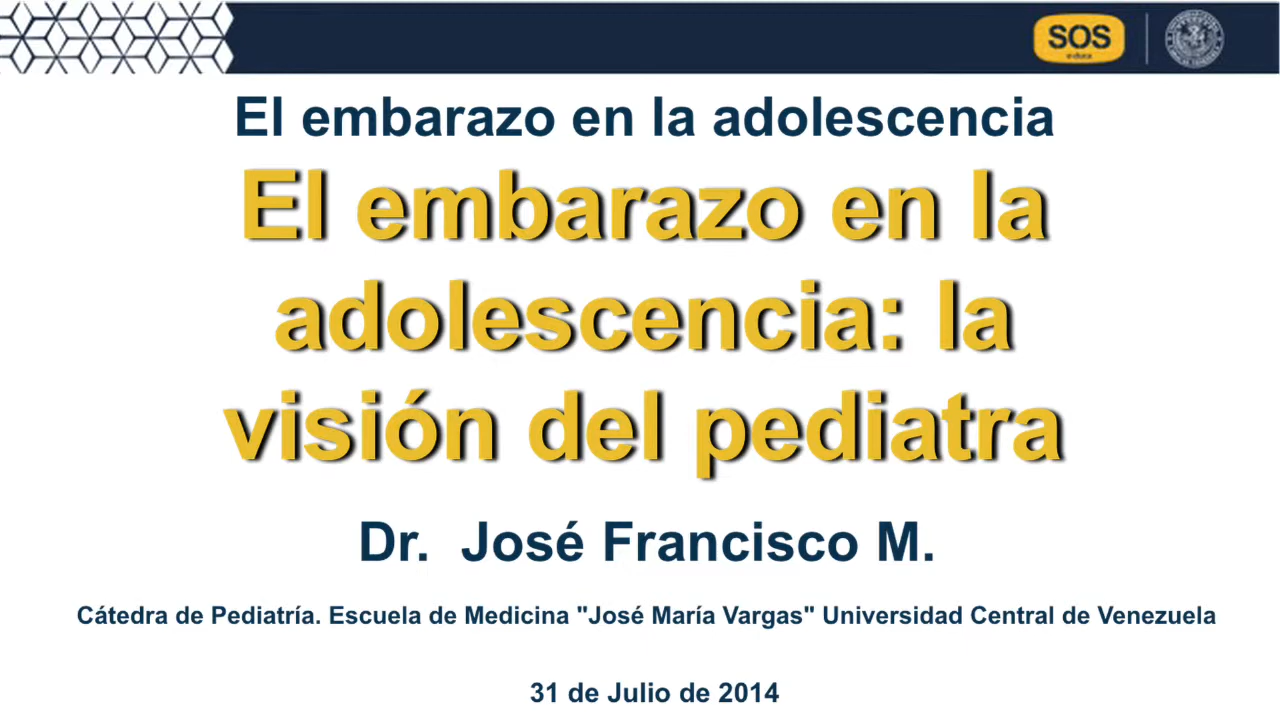 SOS
El embarazo en la adolescencia
El embarazo en la
adolescencia: la
visión del pediatra
Dr. José Francisco M.
Cátedra de Pediatría. Escuela de Medicina "José María Vargas" Universidad Central de Venezuela
31 de Julio de 2014